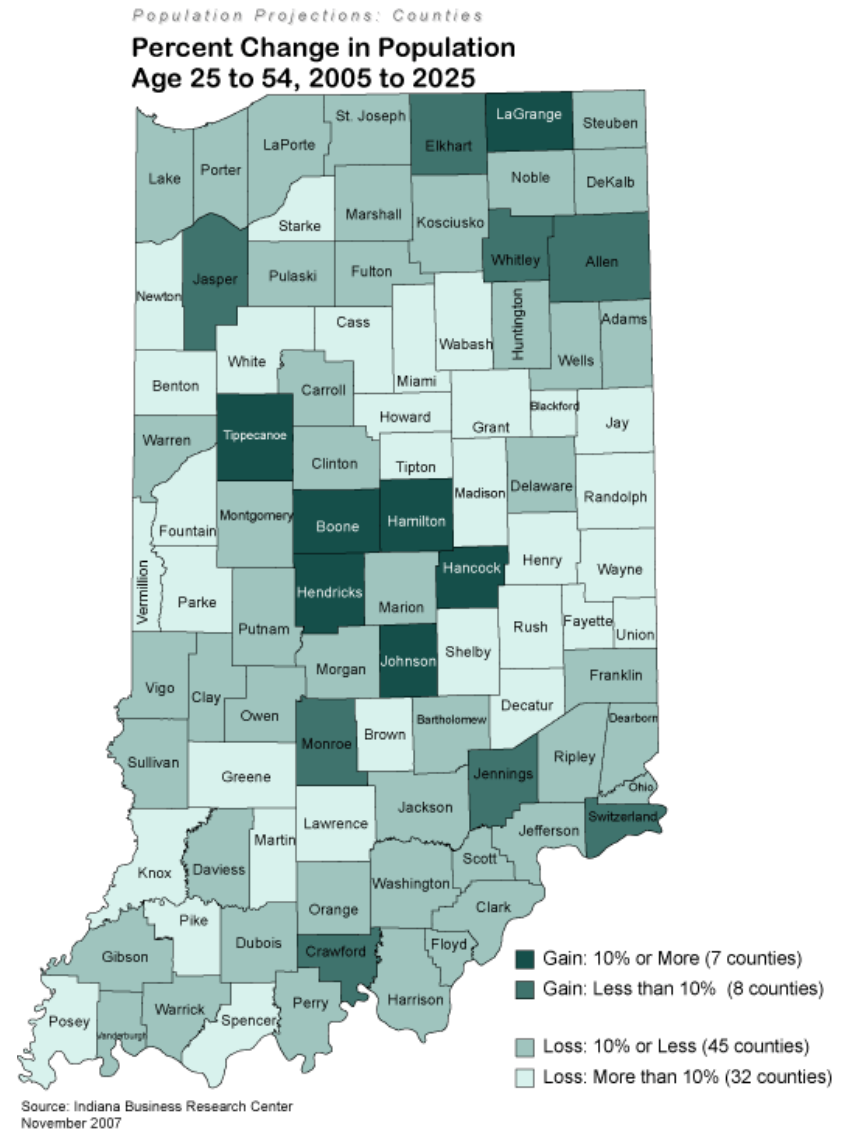 Population Projections: Counties
Percent Change in Population
Age 25 to 54, 2005 to 2025
St. Joseph
LaGrange
Steuben
Elkhart
LaPorte
Porter
Lake
Noble
DeKalb
Starke
Marshall
Kosciusko
Whitley
Allen
Jasper
Pulaski
Fulton
Newton
Huntington
Adams
Cass
Wabash
White
Wells
Benton
Miami
Carroll
Howard
Grant
Blackford
Jay
Tippecanoe
Warren
Clinton
Tipton
Madison
Delaware
Randolph
Montgomery
Fountain
Boone
Hamilton
Henry
Wayne
Hancock
Vermillion
Parke
Hendricks
Marion
Putnam
Rush
Fayette
Union
Shelby
Johnson
Morgan
Franklin
Vigo
Clay
Owen
Decatur
Bartholomew
Dearborn
Brown
Monroe
Ripley
Sullivan
Greene
Jennings
Ohio
Jackson
Switzerland
Lawrence
Jefferson
Martin
Knox
Daviess
Scott
Washington
Orange
Clark
Pike
Dubois
Floyd
Gibson
Crawford
Harrison
Perry
Warrick
Spencer
Posey
Vanderburgh
Gain: 10% or More (7 counties)
Gain: Less than 10% (8 counties)
Loss: 10% or Less (45 counties)
Loss: More than 10% (32 counties)
Source: Indiana Business Research Center
November 2007